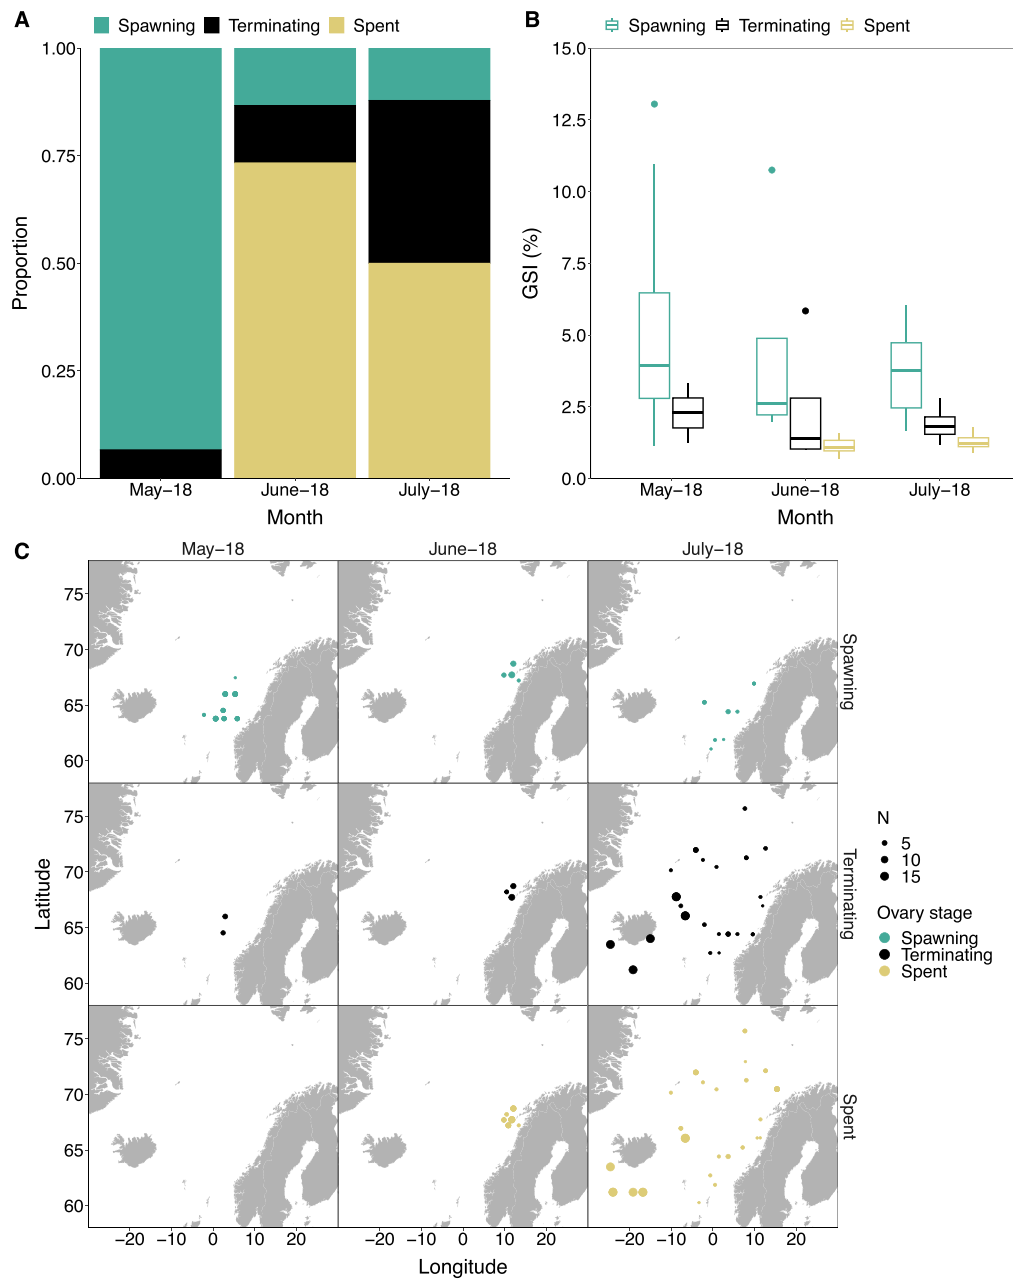 A
Spawning Terminating Spent
1.00
0.75
0.50
0.25
0.00
Proportion
May–18 June–18 July–18
Month
B
Spawning Terminating Spent
15.0
12.5
10.0
7.5
5.0
2.5
0.0
GSI (%)
May–18 June–18 July–18
Month
C
May–18 June–18 July–18
75
70
65
60
Spawning
75
70
65
60
Terminating
75
70
65
60
Spent
Latitude
−20 −10 0 10 20 −20 −10 0 10 20 −20 −10 0 10 20
Longitude
N
5
10
15
Ovary stage
Spawning
Terminating
Spent